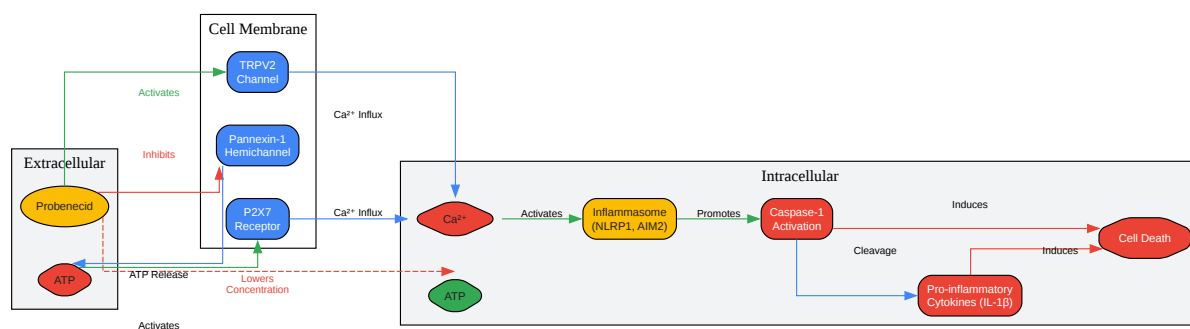 Cell Membrane
TRPV2
Channel
Activates
Ca²⁺ Influx
Pannexin-1
Hemichannel
Inhibits
Extracellular
Probenecid
P2X7
Receptor
Ca²⁺ Influx
ATP
ATP Release
Lowers
Concentration
Activates
Intracellular
Ca²⁺
Activates
Inflammasome
(NLRP1, AIM2)
Promotes
Caspase-1
Activation
Induces
Cleavage
Induces
Cell Death
ATP
Pro-inflammatory
Cytokines (IL-1β)